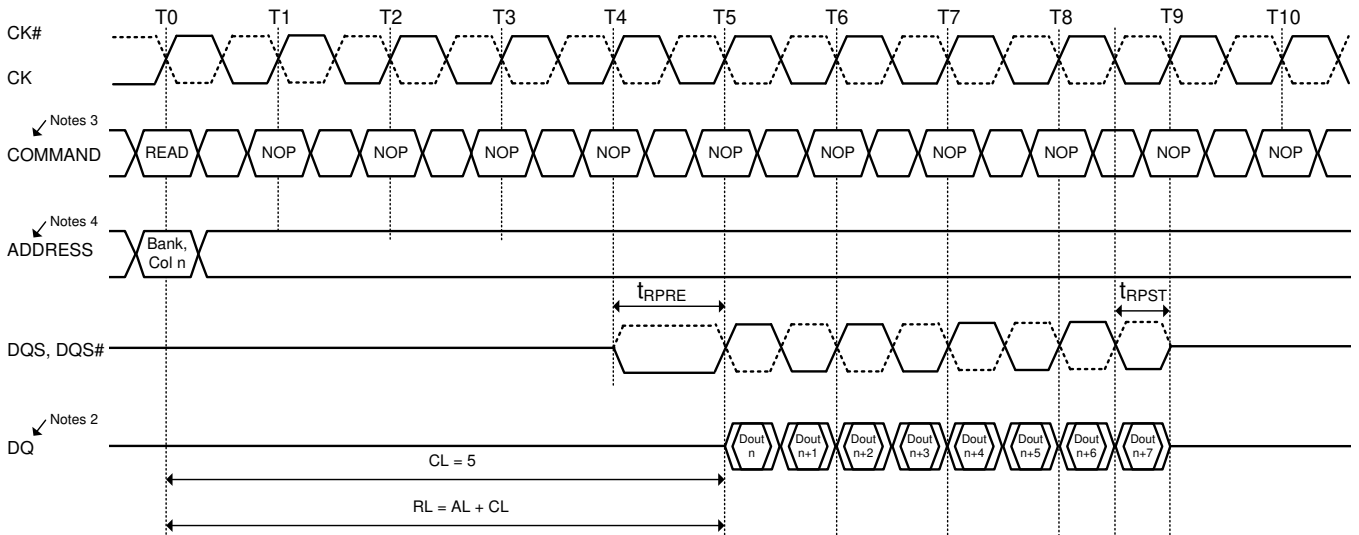 T0 T1 T2 T3 T4 T5 T6 T7 T8 T9 T10
CK#
CK
Notes 3
COMMAND READ NOP NOP NOP NOP NOP NOP NOP NOP NOP NOP
Notes 4
ADDRESS Bank,
Col n
tRPRE tRPST
DQS, DQS#
Notes 2
DQ
Dout Dout Dout Dout Dout Dout Dout Dout
n n+1 n+2 n+3 n+4 n+5 n+6 n+7
CL = 5
RL = AL + CL